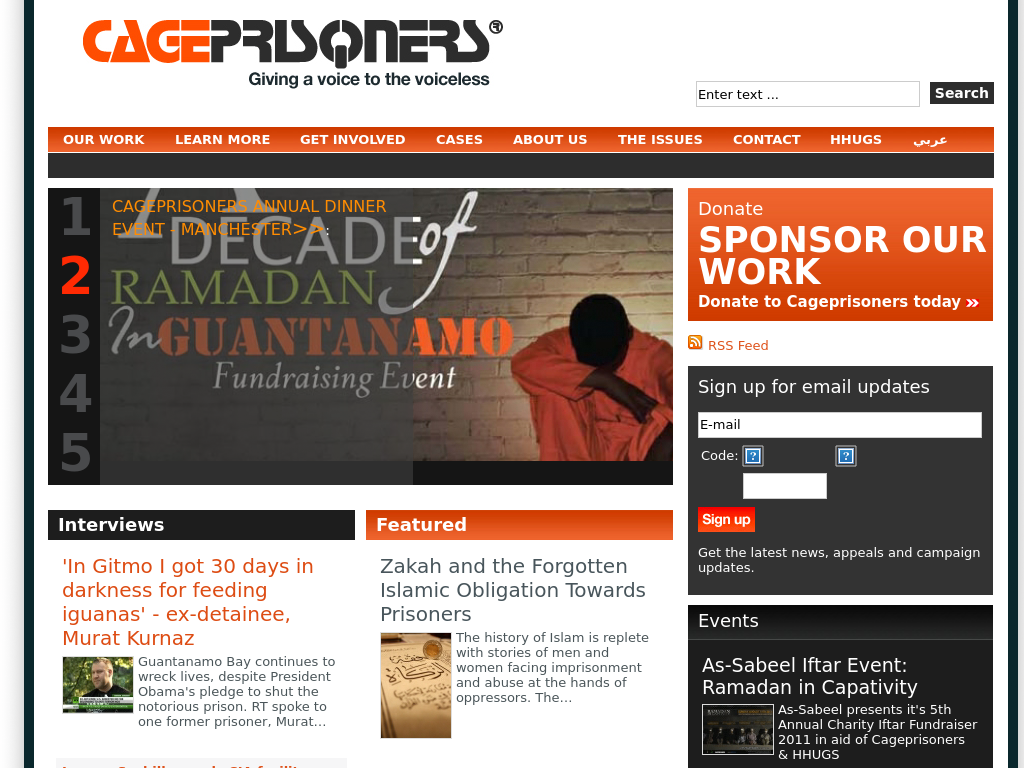 CAGEPRISONERS®
Giving a voice to the voiceless
Enter text ...
Search
OUR WORK LEARN MORE GET INVOLVED CASES ABOUT US THE ISSUES CONTACT HHUGS عربي
1
2
3
4
5
CAGEPRISONERS ANNUAL DINNER
EVENT - MANCHESTER>>:
A
DECADE of
RAMADAN
In GUANTANAMO
Fundraising Event
Donate
SPONSOR OUR
WORK
Donate to Cageprisoners today »
RSS Feed
Sign up for email updates
E-mail
Code:
Sign up
Get the latest news, appeals and campaign
updates.
Interviews
'In Gitmo I got 30 days in
darkness for feeding
iguanas' - ex-detainee,
Murat Kurnaz
Guantanamo Bay continues to
wreck lives, despite President
Obama's pledge to shut the
notorious prison. RT spoke to
one former prisoner, Murat...
Featured
Zakah and the Forgotten
Islamic Obligation Towards
Prisoners
The history of Islam is replete
with stories of men and
women facing imprisonment
and abuse at the hands of
oppressors. The...
Events
As-Sabeel Iftar Event:
Ramadan in Capativity
As-Sabeel presents it's 5th
Annual Charity Iftar Fundraiser
2011 in aid of Cageprisoners
& HHUGS